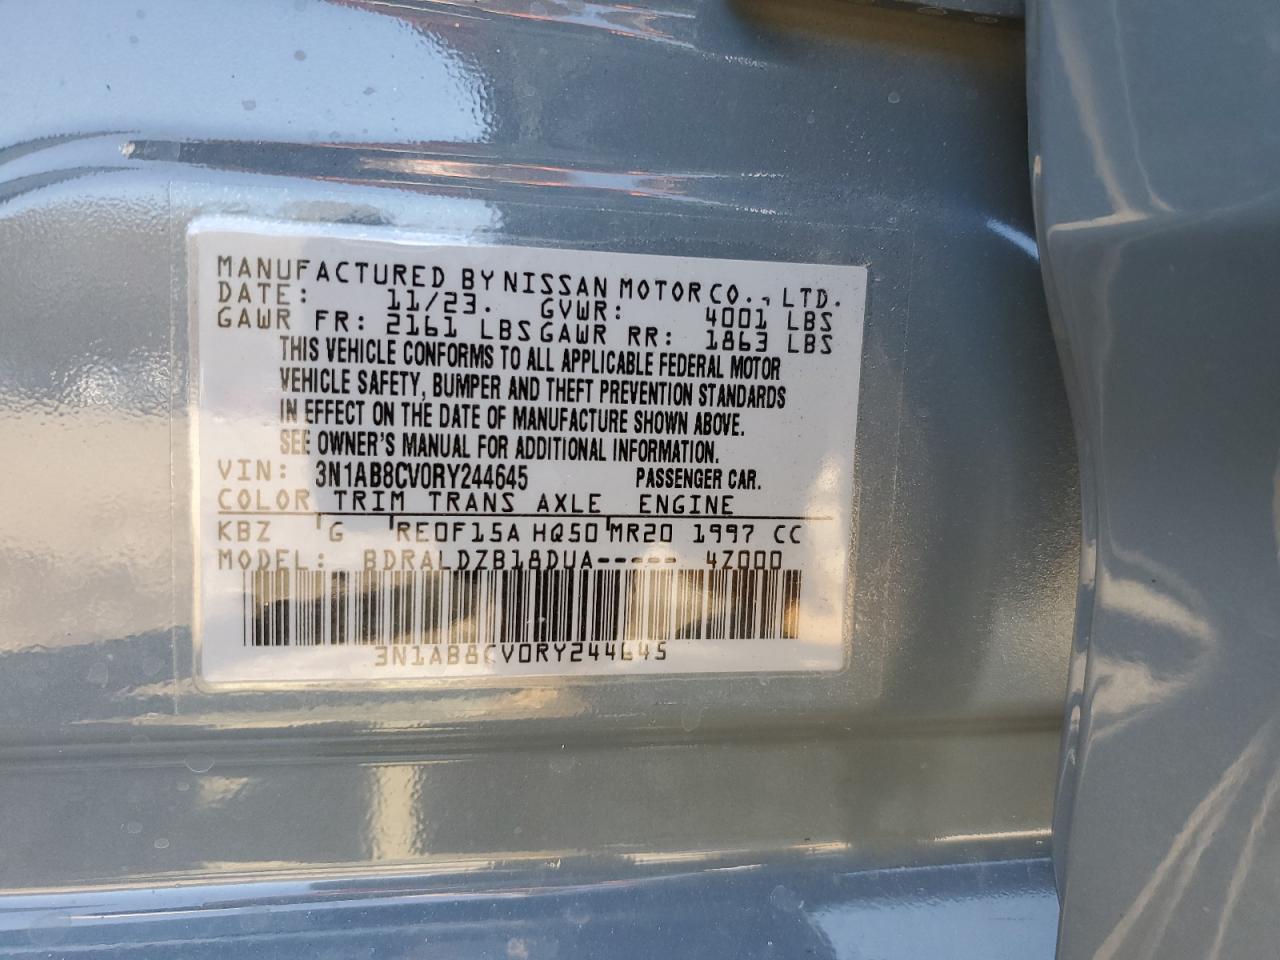 MANUFACTURED BY NISSAN MOTOR CO., LTD.
DATE: 11/23. GVWR: 4001 LBS
GAWR FR: 2161 LBS GAWR RR: 1863 LBS
THIS VEHICLE CONFORMS TO ALL APPLICABLE FEDERAL MOTOR
VEHICLE SAFETY, BUMPER AND THEFT PREVENTION STANDARDS
IN EFFECT ON THE DATE OF MANUFACTURE SHOWN ABOVE.
SEE OWNER'S MANUAL FOR ADDITIONAL INFORMATION.
VIN: 3N1AB8CV0RY244645 PASSENGER CAR.
COLOR TRIM TRANS AXLE ENGINE
KBZ G RE0F15A HQ50 MR20 1997 CC
MODEL: BDRALDZB18DUA----- 4Z000
3N1AB8CV0RY244645